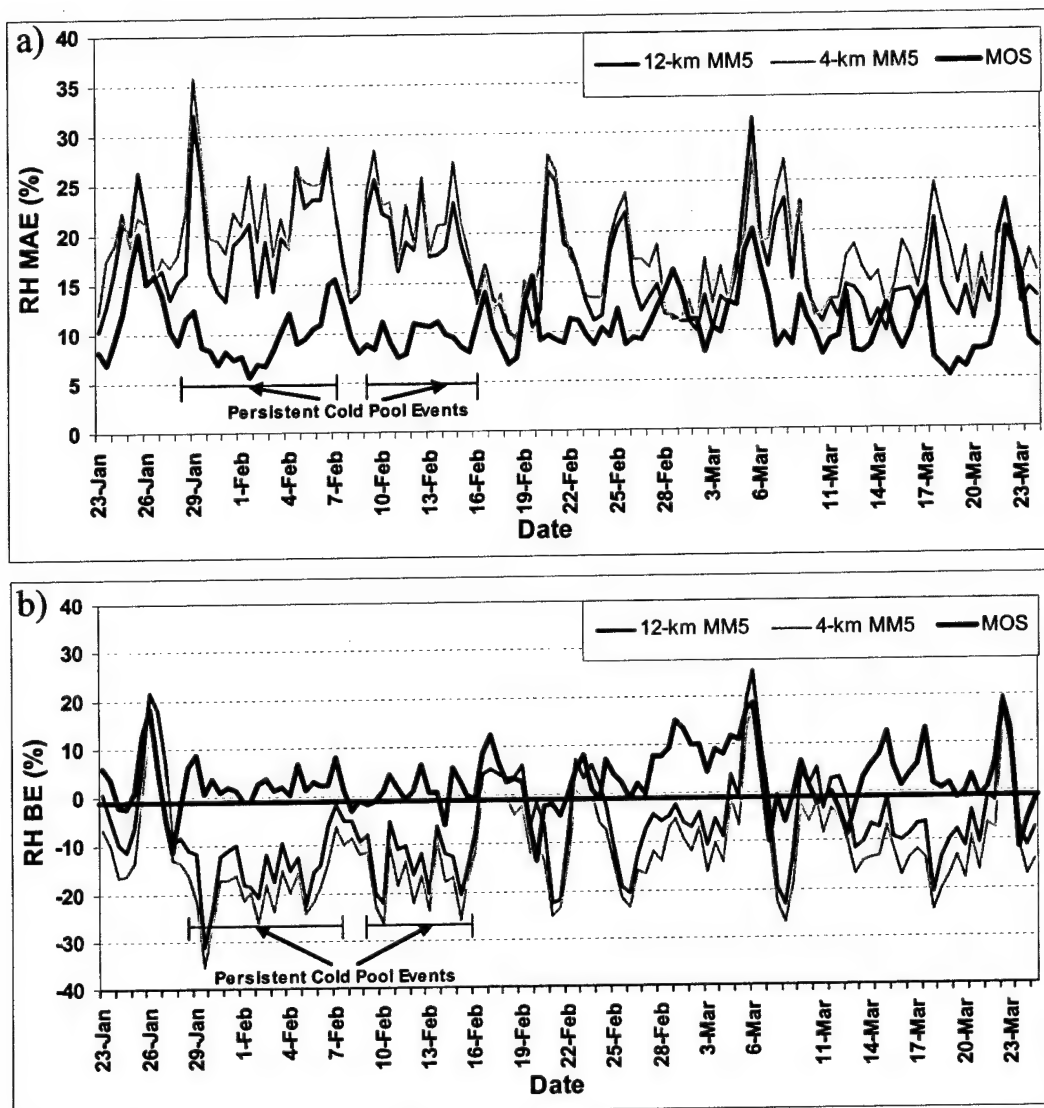 a)
12-km MM5 4-km MM5 MOS
RH MAE (%)
40
35
30
25
20
15
10
5
0
Persistent Cold Pool Events
23-Jan 26-Jan 29-Jan 1-Feb 4-Feb 7-Feb 10-Feb 13-Feb 16-Feb 19-Feb 22-Feb 25-Feb 28-Feb 3-Mar 6-Mar 11-Mar 14-Mar 17-Mar 20-Mar 23-Mar
Date
b)
12-km MM5 4-km MM5 MOS
RH BE (%)
40
30
20
10
0
-10
-20
-30
-40
Persistent Cold Pool Events
23-Jan 26-Jan 29-Jan 1-Feb 4-Feb 7-Feb 10-Feb 13-Feb 16-Feb 19-Feb 22-Feb 25-Feb 28-Feb 3-Mar 6-Mar 11-Mar 14-Mar 17-Mar 20-Mar 23-Mar
Date